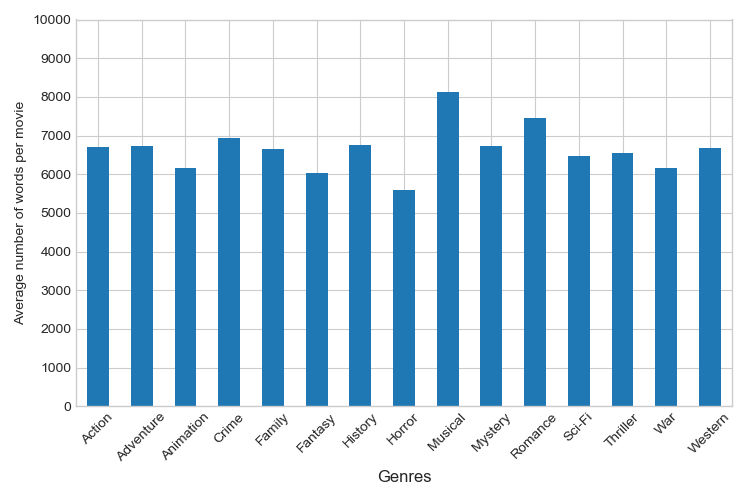 10000
9000
8000
7000
6000
5000
4000
3000
2000
1000
0
Average number of words per movie
Action
Adventure
Animation
Crime
Family
Fantasy
History
Horror
Musical
Mystery
Romance
Sci-Fi
Thriller
War
Western
Genres